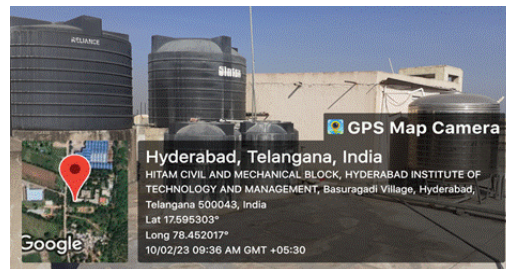 RELIANCE
Sintex
GPS Map Camera
Hyderabad, Telangana, India
HITAM CIVIL AND MECHANICAL BLOCK, HYDERABAD INSTITUTE OF
TECHNOLOGY AND MANAGEMENT, Basuragadi Village, Hyderabad,
Telangana 500043, India
Lat 17.595303°
Long 78.452017°
10/02/23 09:36 AM GMT +05:30
Google